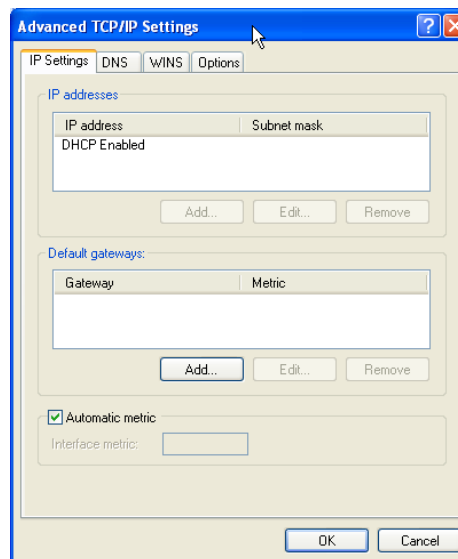 Advanced TCP/IP Settings
IP Settings DNS WINS Options
IP addresses
IP address Subnet mask
DHCP Enabled
Add... Edit... Remove
Default gateways:
Gateway Metric
Add... Edit... Remove
Automatic metric
Interface metric:
OK Cancel